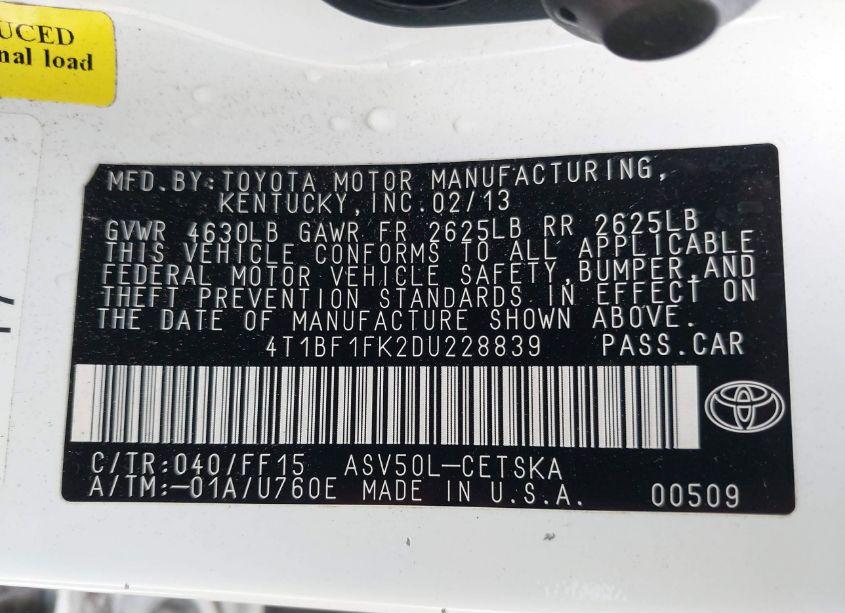 UCED
nal load
MFD.BY:TOYOTA MOTOR MANUFACTURING,
KENTUCKY,INC.02/13
GVWR 4630LB GAWR FR 2625LB RR 2625LB
THIS VEHICLE CONFORMS TO ALL APPLICABLE
FEDERAL MOTOR VEHICLE SAFETY,BUMPER,AND
THEFT PREVENTION STANDARDS IN EFFECT ON
THE DATE OF MANUFACTURE SHOWN ABOVE.
4T1BF1FK2DU228839 PASS.CAR
C/TR:040/FF15 ASV50L-CETSKA
A/TM:-01A/U760E MADE IN U.S.A. 00509